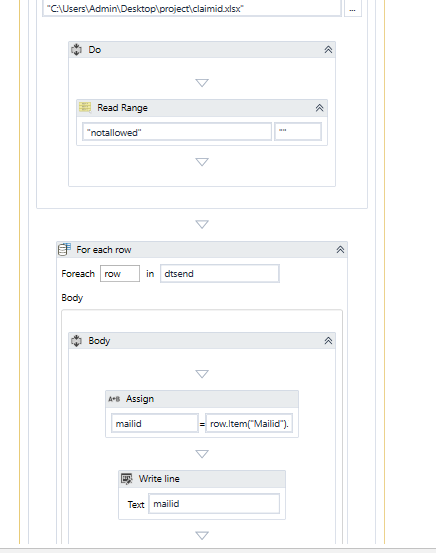 "C:\Users\Admin\Desktop\project\claimid.xlsx"
...
Do
Read Range
"notallowed"
""
For each row
Foreach row in dtsend
Body
Body
A+B Assign
mailid = row.Item("Mailid").
Write line
Text mailid